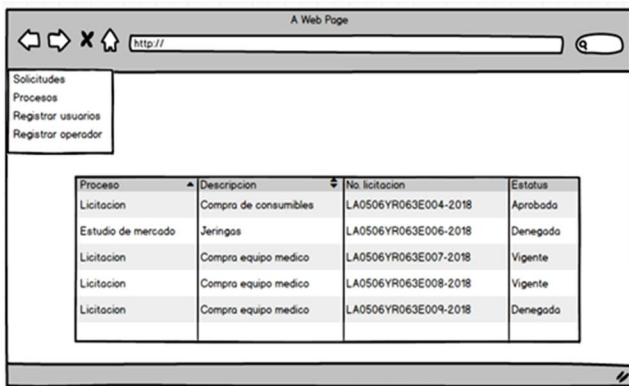 A Web Page
http://
Solicitudes
Procesos
Registrar usuarios
Registrar operador
Proceso Descripcion No. licitacion Estatus
Licitacion Compra de consumibles LA0506YR063E004-2018 Aprobada
Estudio de mercado Jeringas LA0506YR063E006-2018 Denegada
Licitacion Compra equipo medico LA0506YR063E007-2018 Vigente
Licitacion Compra equipo medico LA0506YR063E008-2018 Vigente
Licitacion Compra equipo medico LA0506YR063E009-2018 Denegada